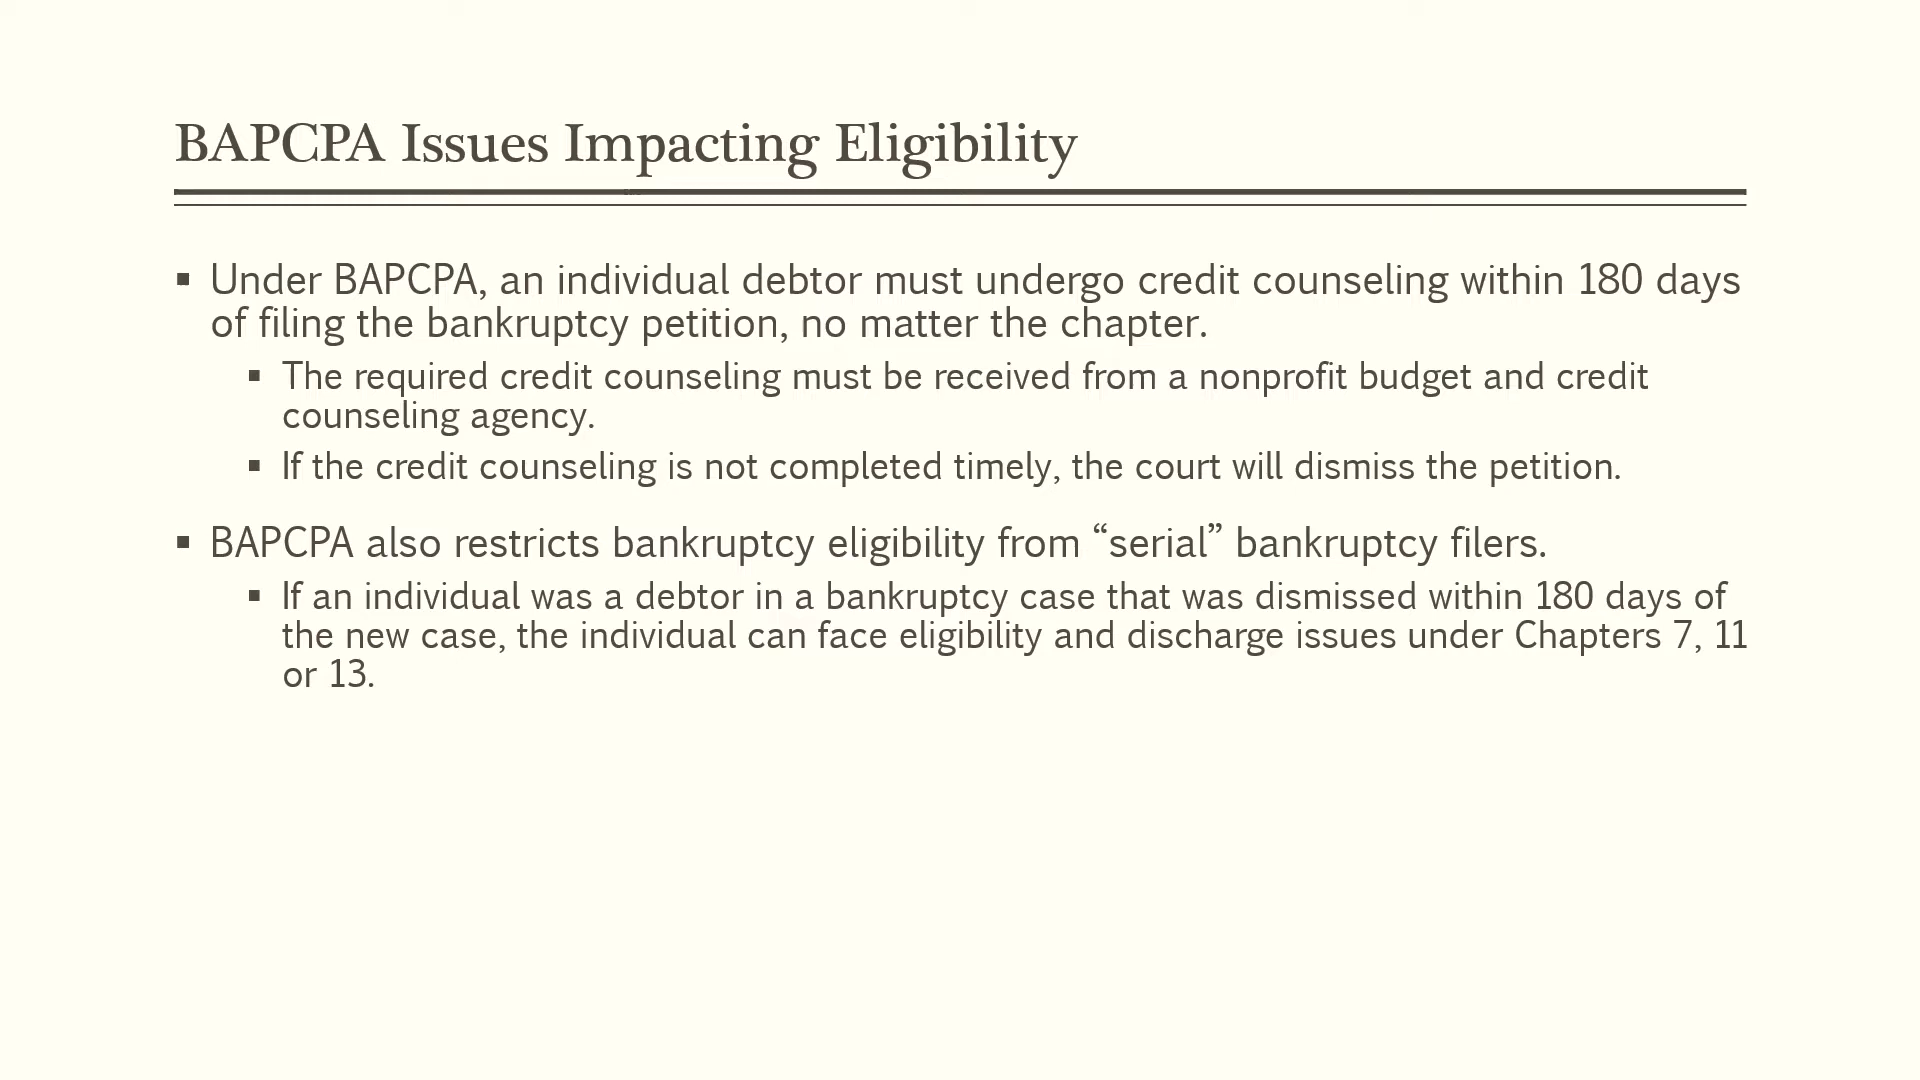 BAPCPA Issues Impacting Eligibility
▪ Under BAPCPA, an individual debtor must undergo credit counseling within 180 days
of filing the bankruptcy petition, no matter the chapter.
▪ The required credit counseling must be received from a nonprofit budget and credit
counseling agency.
▪ If the credit counseling is not completed timely, the court will dismiss the petition.
▪ BAPCPA also restricts bankruptcy eligibility from “serial” bankruptcy filers.
▪ If an individual was a debtor in a bankruptcy case that was dismissed within 180 days of
the new case, the individual can face eligibility and discharge issues under Chapters 7, 11
or 13.